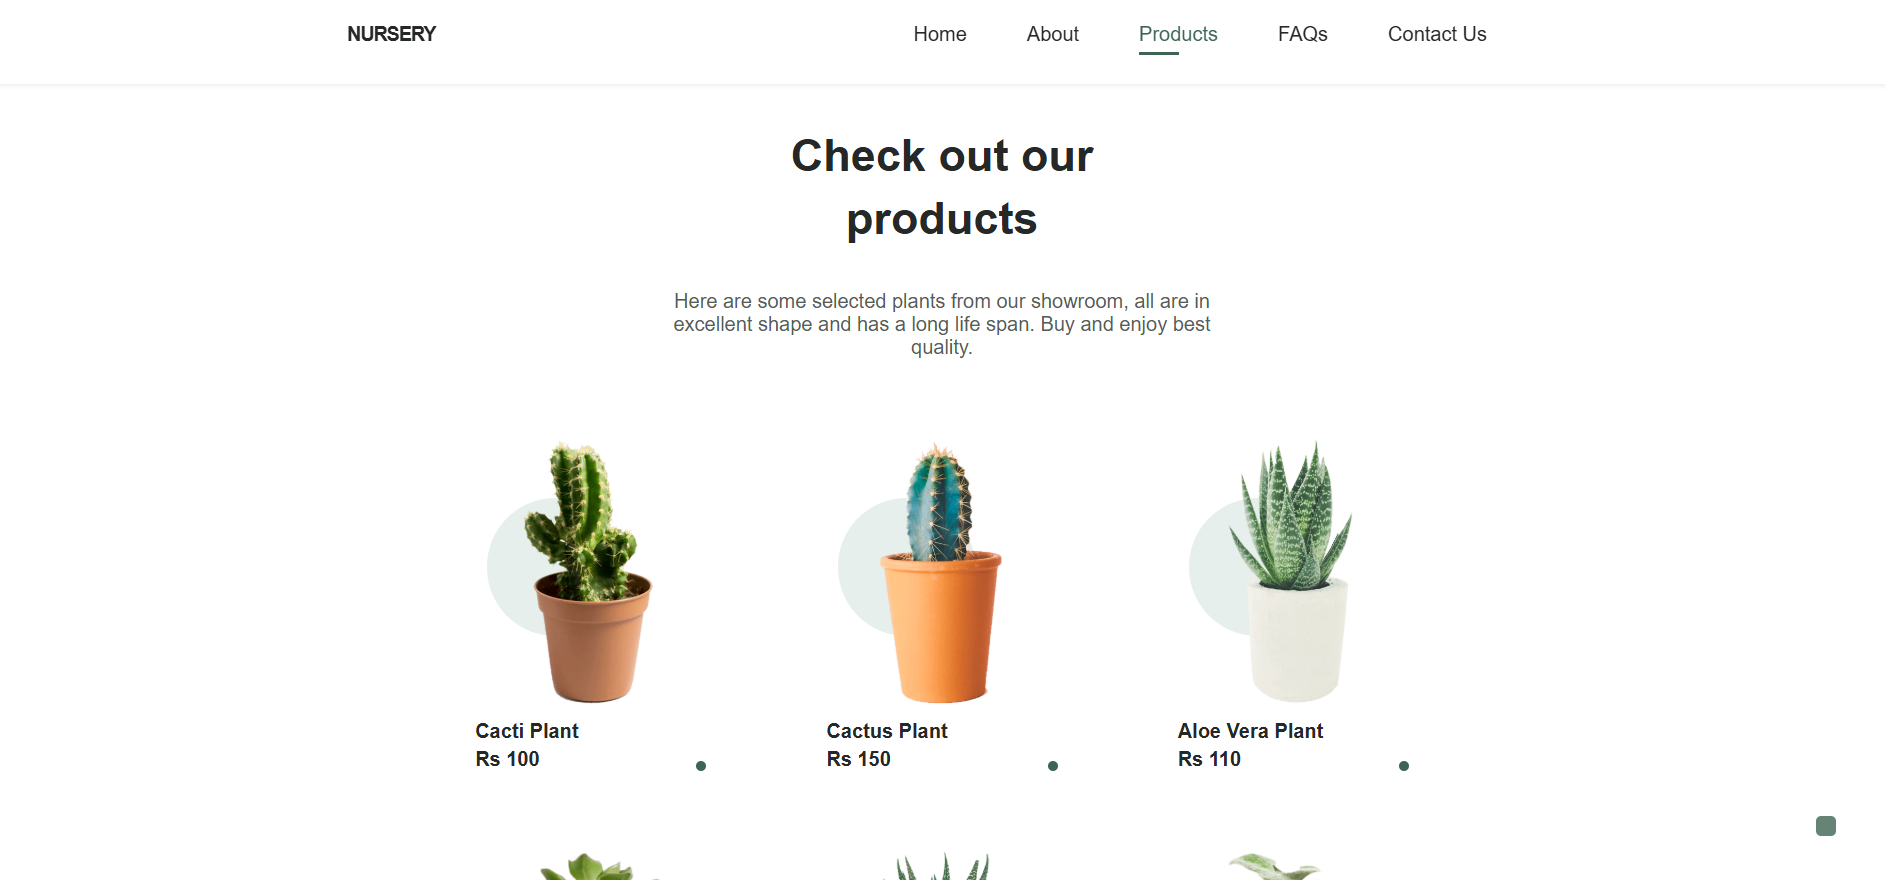 NURSERY
Home
About
Products
FAQs
Contact Us
Check out our
products
Here are some selected plants from our showroom, all are in
excellent shape and has a long life span. Buy and enjoy best
quality.
Cacti Plant
Rs 100
Cactus Plant
Rs 150
Aloe Vera Plant
Rs 110